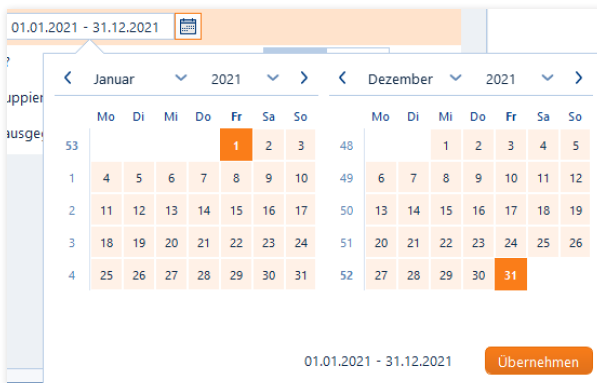 01.01.2021 - 31.12.2021
?
uppier
ausge
Januar 2021 Dezember 2021
Mo Di Mi Do Fr Sa So Mo Di Mi Do Fr Sa So
53 1 2 3 48 1 2 3 4 5
1 4 5 6 7 8 9 10 49 6 7 8 9 10 11 12
2 11 12 13 14 15 16 17 50 13 14 15 16 17 18 19
3 18 19 20 21 22 23 24 51 20 21 22 23 24 25 26
4 25 26 27 28 29 30 31 52 27 28 29 30 31
01.01.2021 - 31.12.2021 Übernehmen